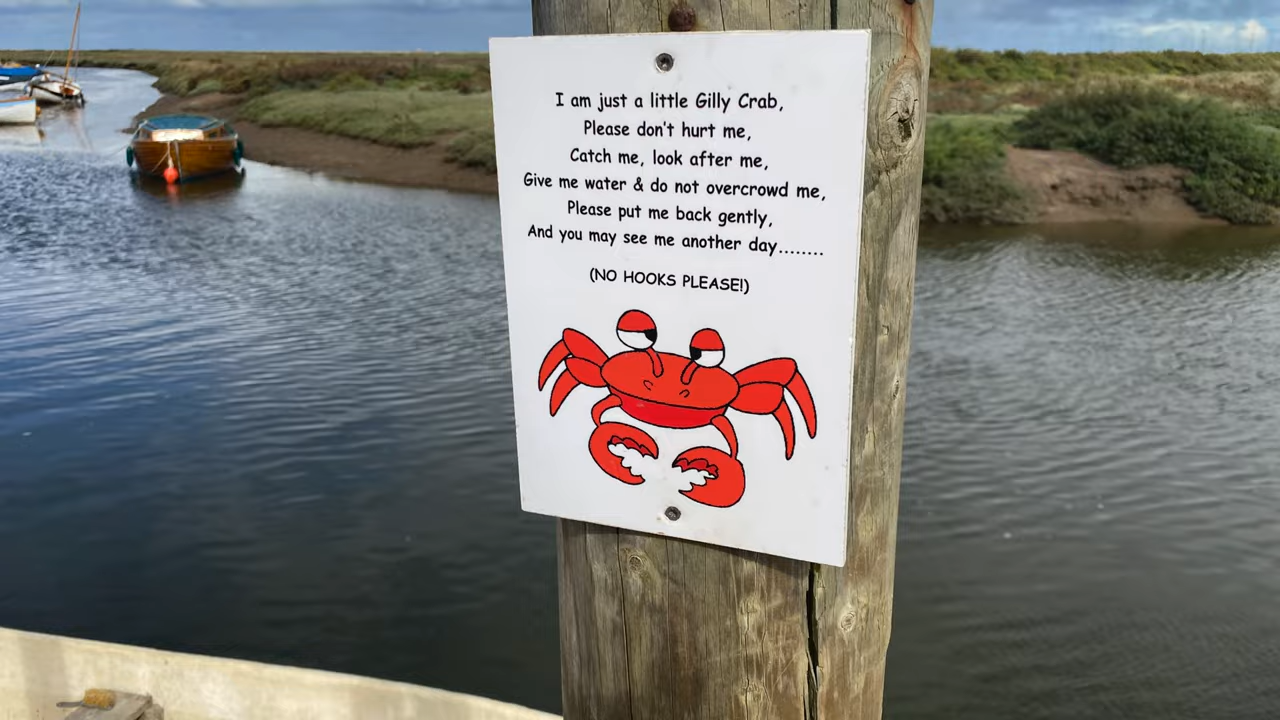 I am just a little Gilly Crab,
Please don't hurt me,
Catch me, look after me,
Give me water & do not overcrowd me,
Please put me back gently,
And you may see me another day........
(NO HOOKS PLEASE!)